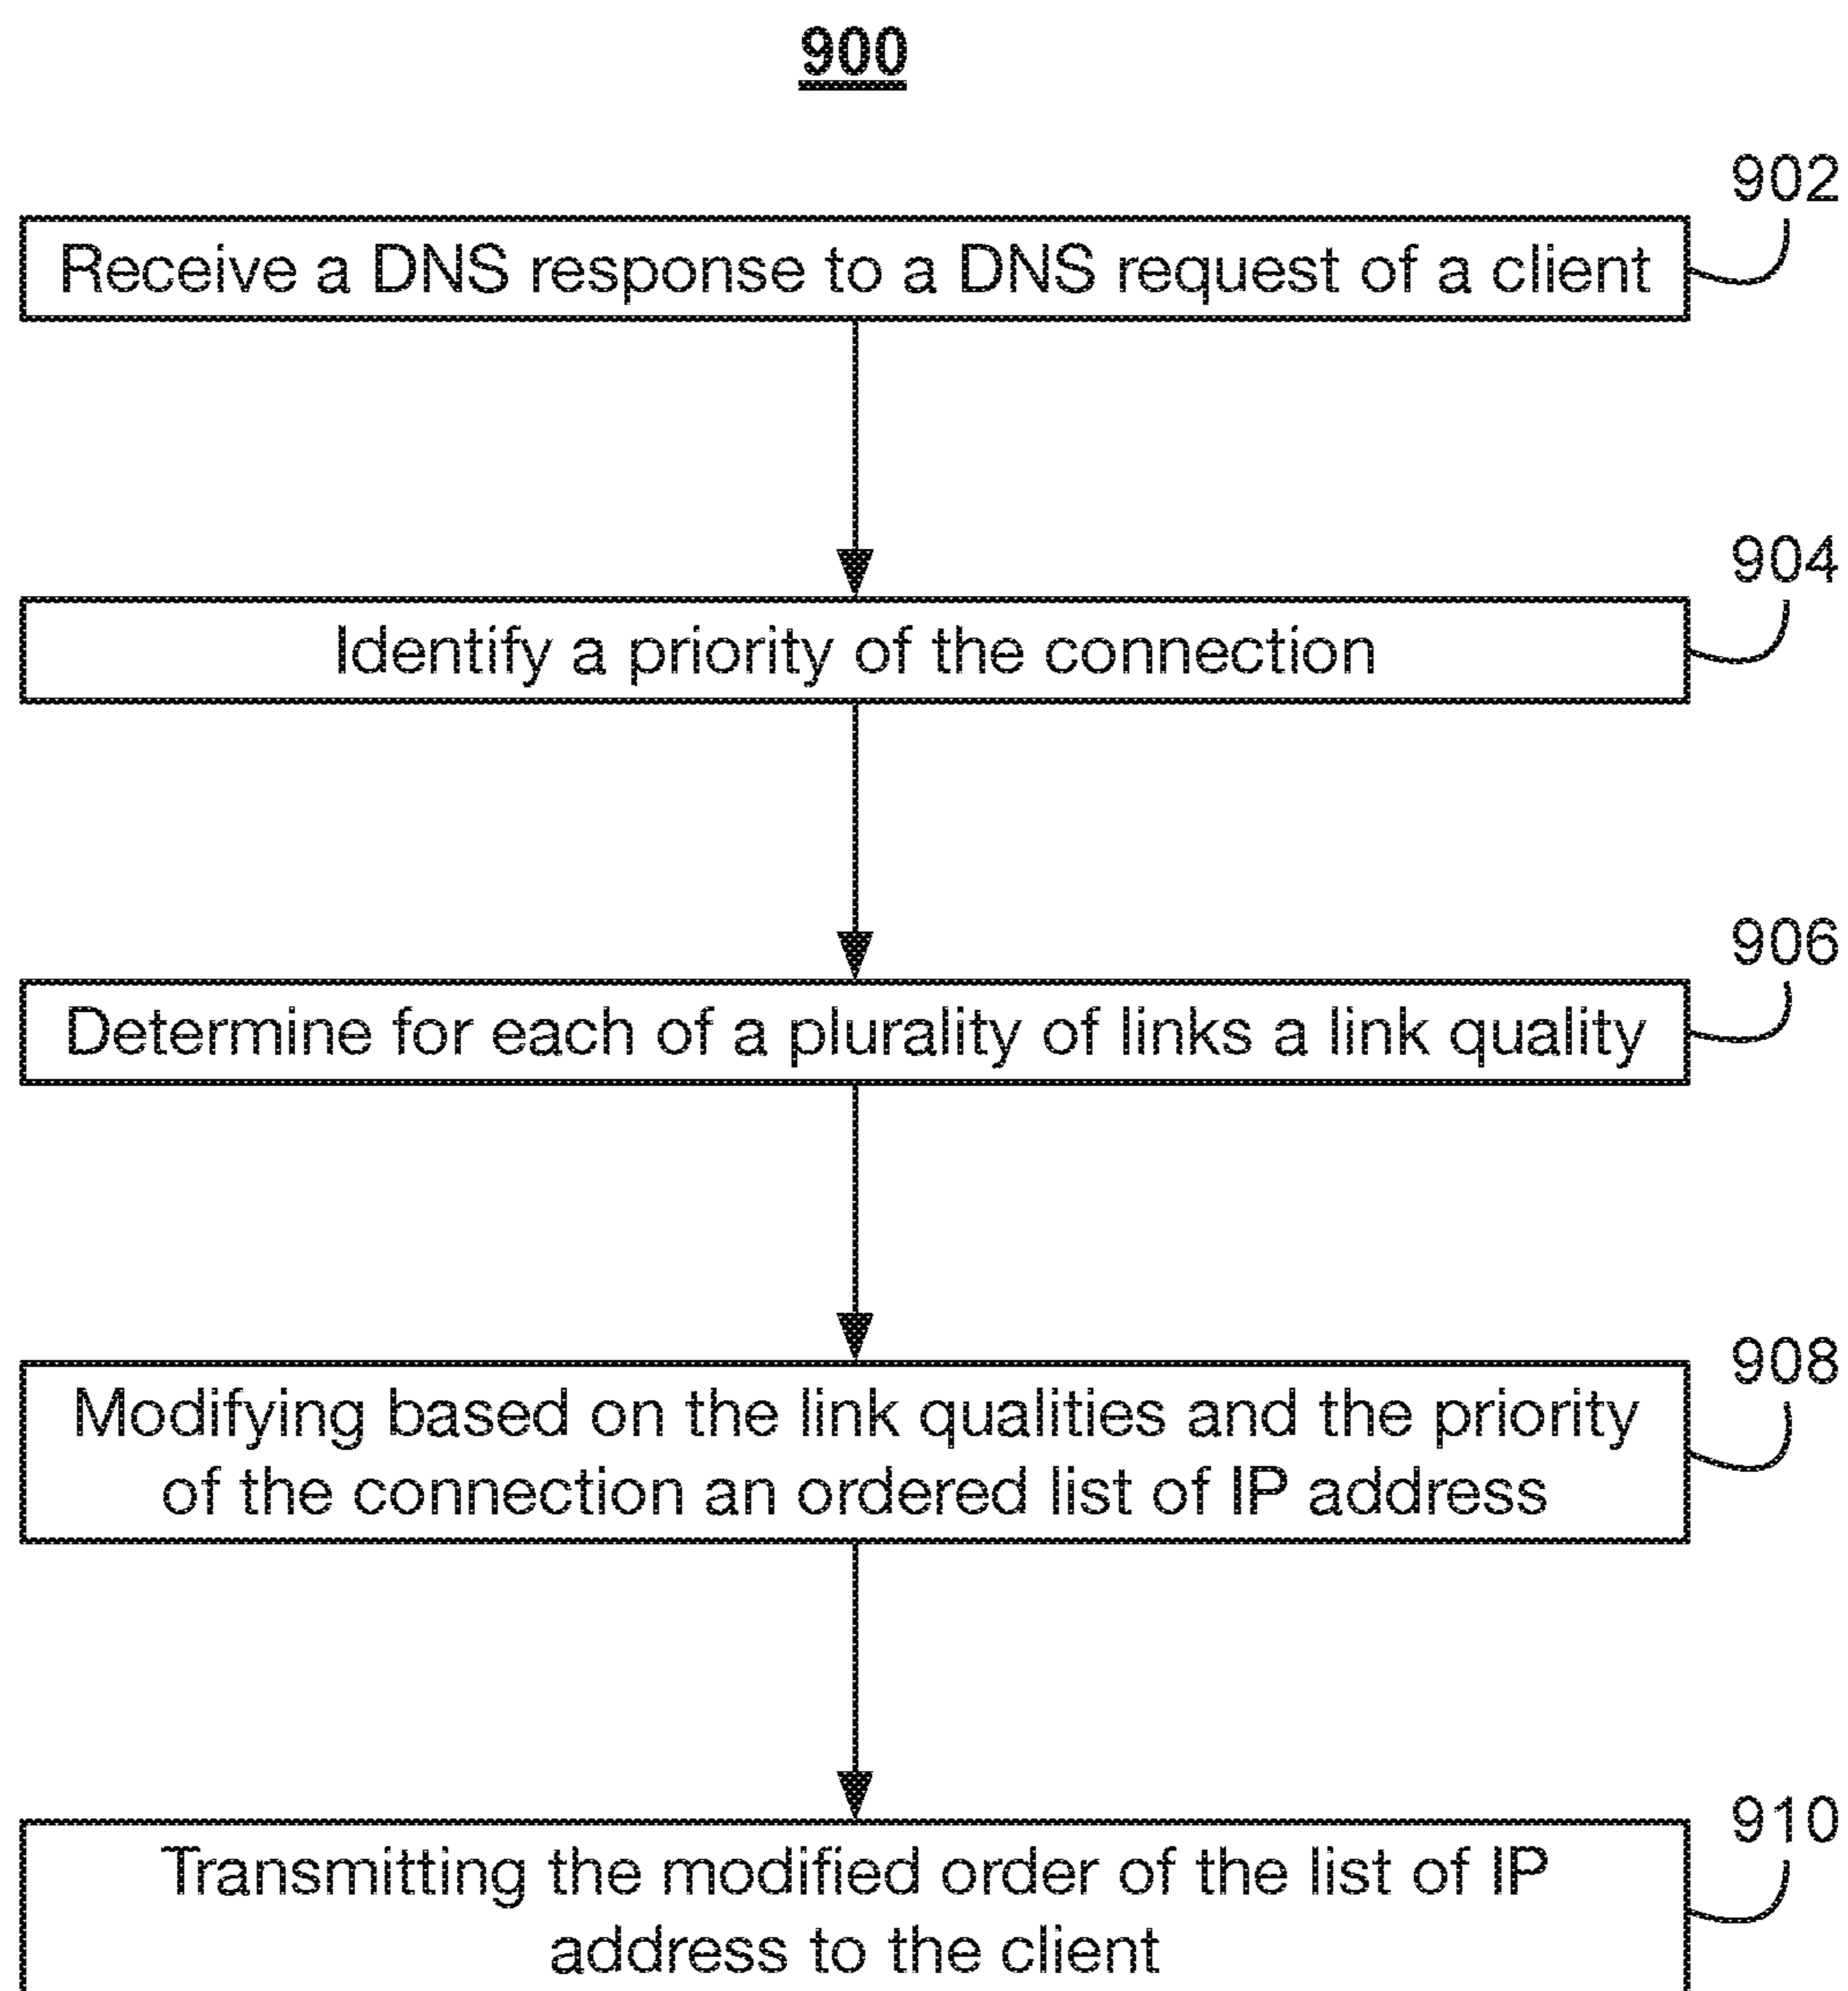 900
902
Receive a DNS response to a DNS request of a client
904
Identify a priority of the connection
906
Determine for each of a plurality of links a link quality
908
Modifying based on the link qualities and the priority
of the connection an ordered list of IP address
910
Transmitting the modified order of the list of IP
address to the client